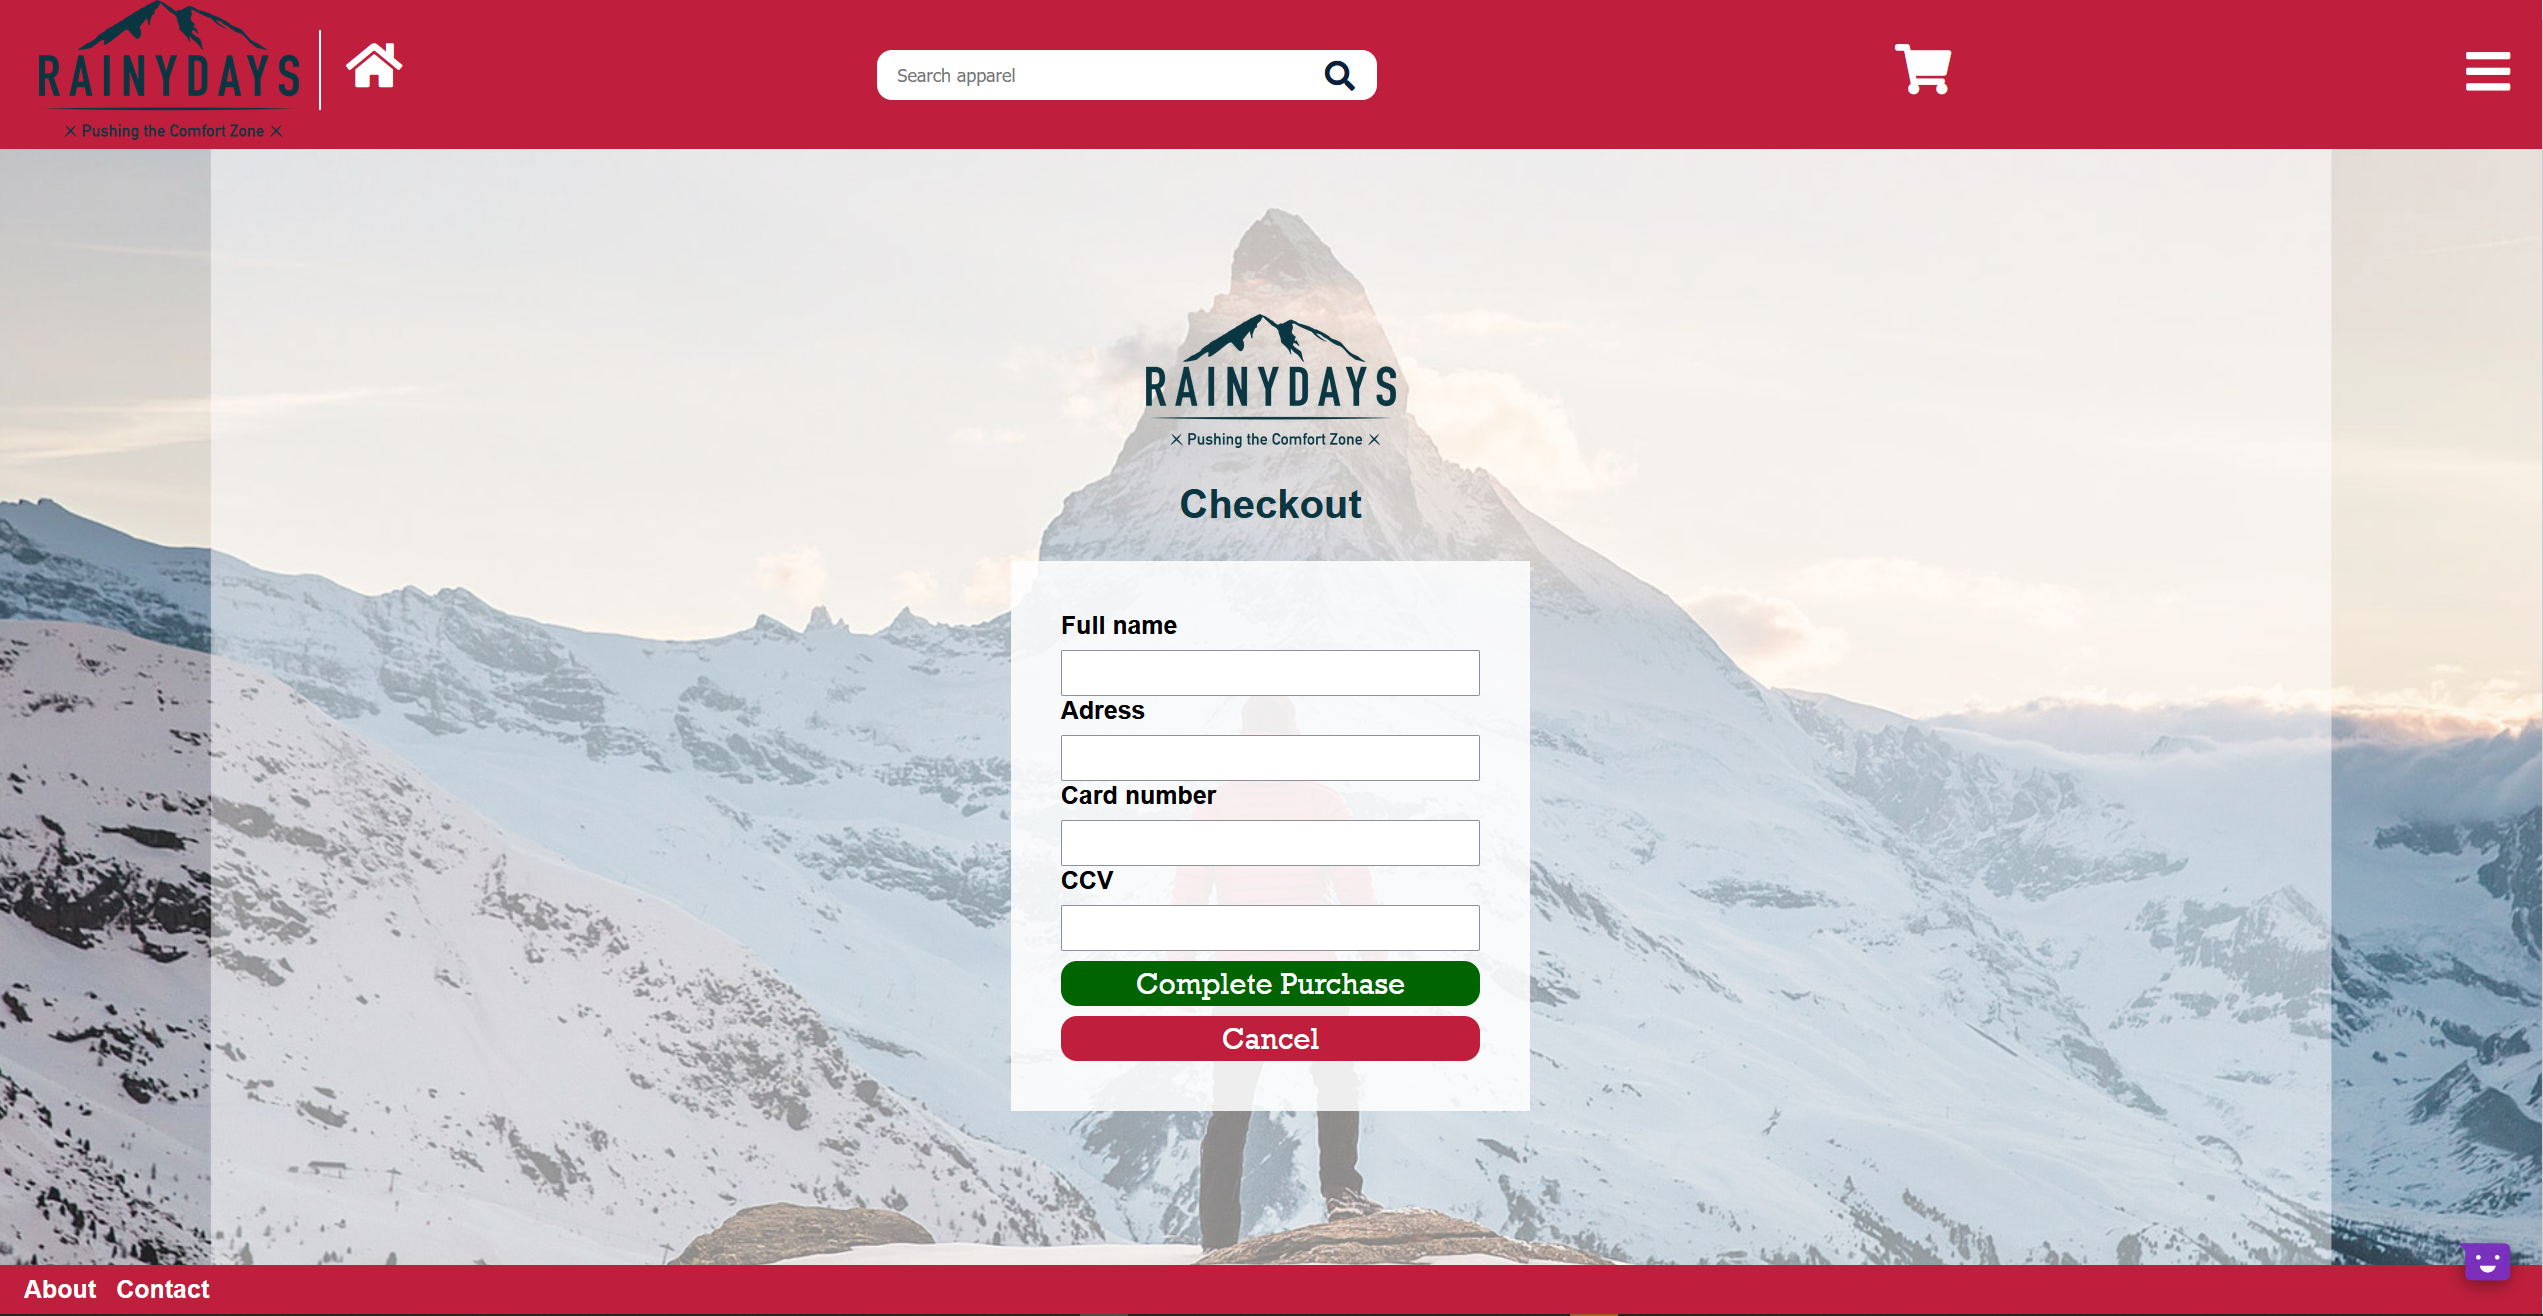 RAINYDAYS
Pushing the Comfort Zone
Search apparel
RAINYDAYS
Pushing the Comfort Zone
Checkout
Full name
Adress
Card number
CCV
Complete Purchase
Cancel
About Contact